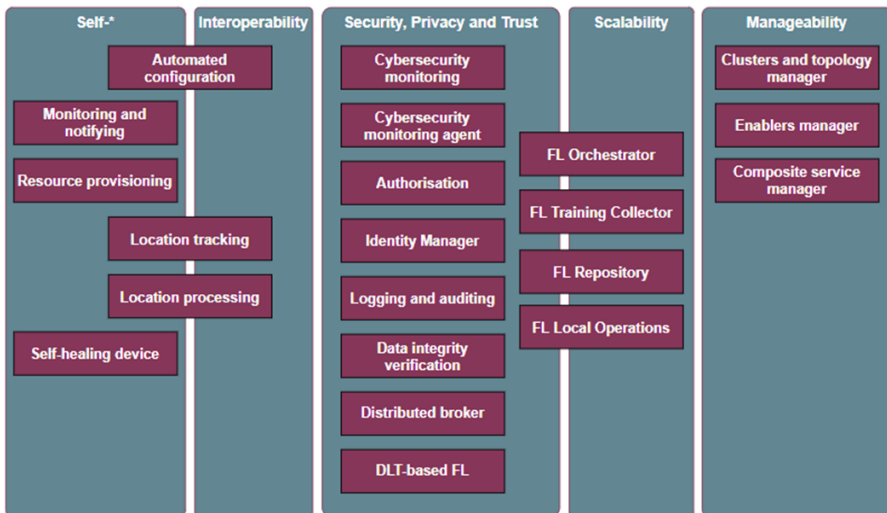 Self-*
Automated
configuration
Monitoring and
notifying
Resource provisioning
Location tracking
Location processing
Self-healing device
Interoperability
Security, Privacy and Trust
Cybersecurity
monitoring
Cybersecurity
monitoring agent
Authorisation
Identity Manager
Logging and auditing
Data integrity
verification
Distributed broker
DLT-based FL
Scalability
FL Orchestrator
FL Training Collector
FL Repository
FL Local Operations
Manageability
Clusters and topology
manager
Enablers manager
Composite service
manager